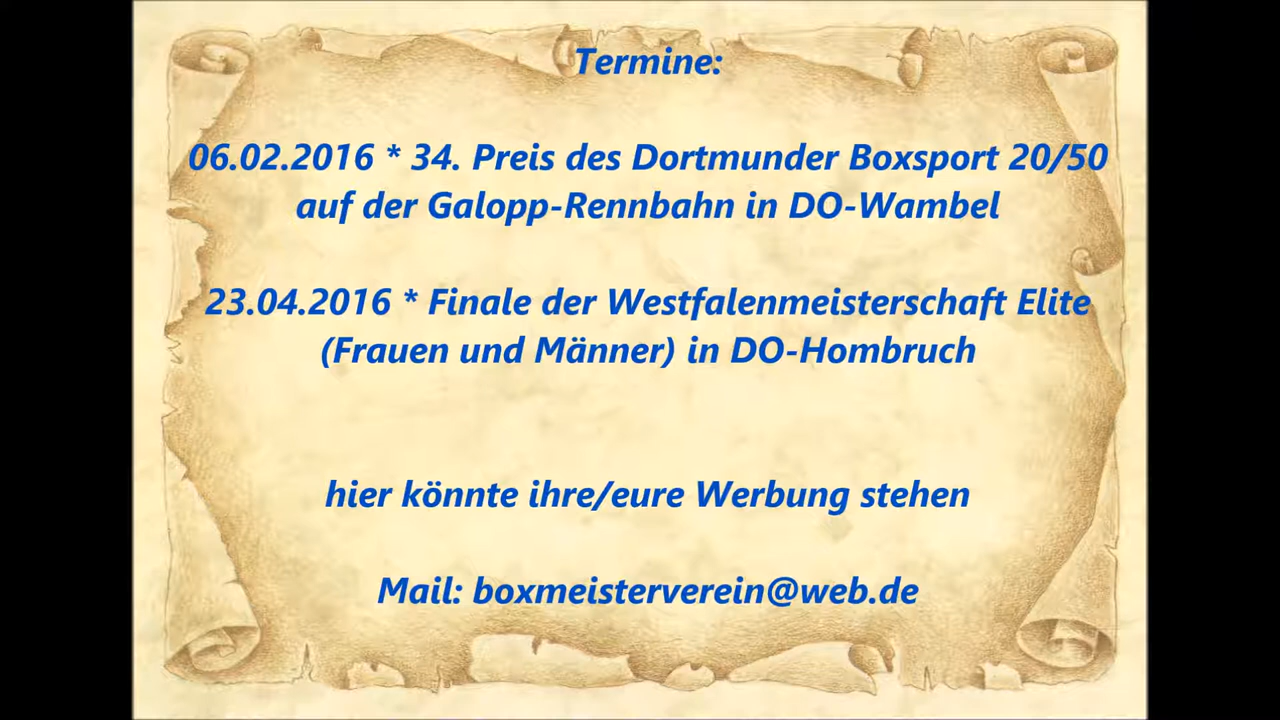 Termine:
06.02.2016 * 34. Preis des Dortmunder Boxsport 20/50
auf der Galopp-Rennbahn in DO-Wambel
23.04.2016 * Finale der Westfalenmeisterschaft Elite
(Frauen und Männer) in DO-Hombruch
hier könnte ihre/eure Werbung stehen
Mail: boxmeisterverein@web.de